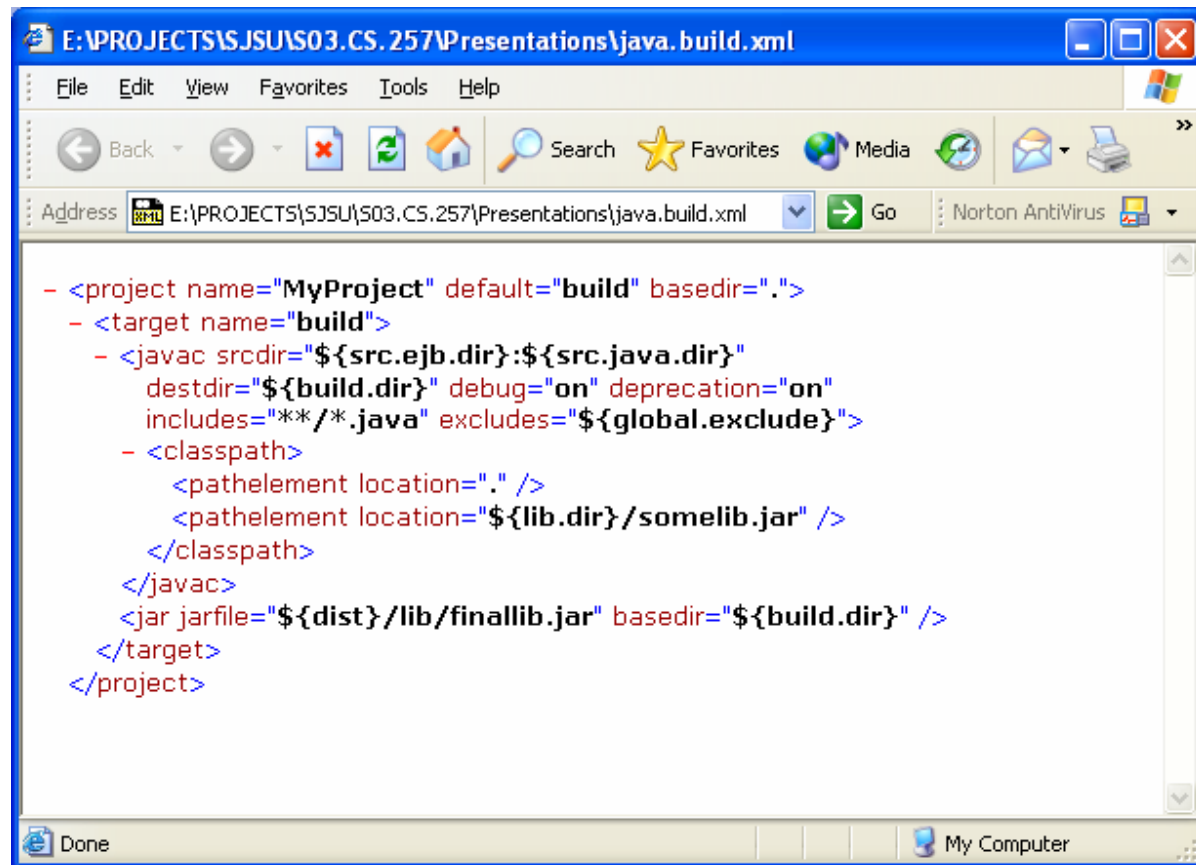 E:\PROJECTS\SJSU\S03.CS.257\Presentations\java.build.xml
File Edit View Favorites Tools Help
Back Search Favorites Media »
Address XML E:\PROJECTS\SJSU\S03.CS.257\Presentations\java.build.xml Go Norton AntiVirus
- <project name="MyProject" default="build" basedir=".">
- <target name="build">
- <javac srcdir="${src.ejb.dir}:${src.java.dir}"
destdir="${build.dir}" debug="on" deprecation="on"
includes="**/*.java" excludes="${global.exclude}">
- <classpath>
<pathelement location="." />
<pathelement location="${lib.dir}/somelib.jar" />
</classpath>
</javac>
<jar jarfile="${dist}/lib/finallib.jar" basedir="${build.dir}" />
</target>
</project>
Done My Computer